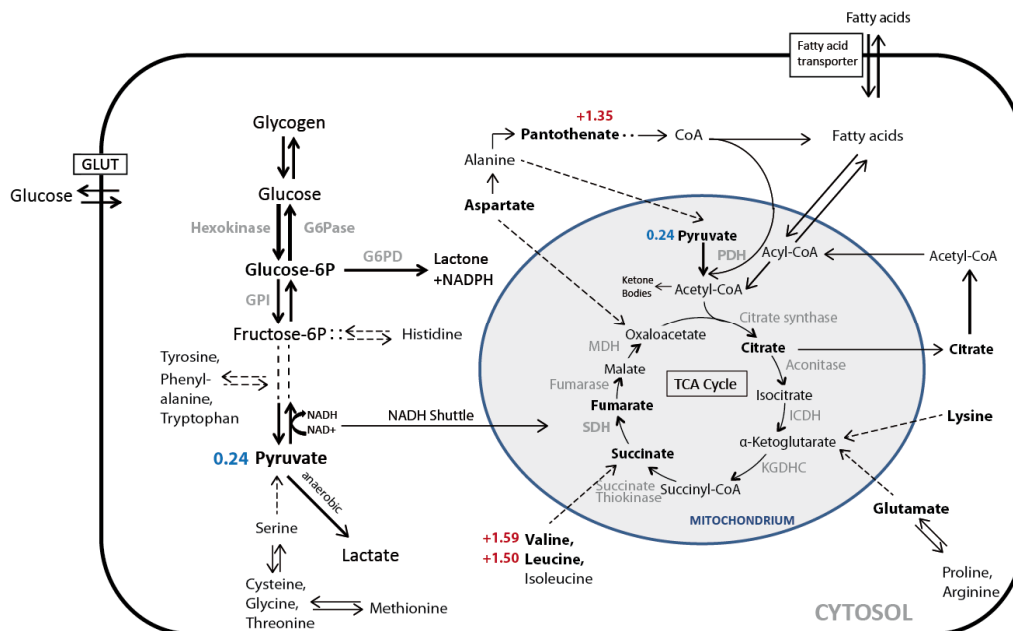 Fatty acids
Fatty acid
transporter
GLUT
Glucose
Glycogen
Glucose
Hexokinase
G6Pase
Glucose-6P
G6PD
Lactone
+NADPH
GPI
Fructose-6P
Histidine
Tyrosine,
Phenyl-
alanine,
Tryptophan
NADH
NAD+
NADH Shuttle
0.24 Pyruvate
anaerobic
Lactate
Serine
Cysteine,
Glycine,
Threonine
Methionine
+1.35
Pantothenate
CoA
Fatty acids
Alanine
Aspartate
0.24 Pyruvate
PDH
Acyl-CoA
Acetyl-CoA
Ketone
Bodies
Acetyl-CoA
Oxaloacetate
Citrate synthase
MDH
Citrate
Citrate
Malate
Aconitase
Fumarase
TCA Cycle
Isocitrate
Fumarate
ICDH
Lysine
SDH
α-Ketoglutarate
Succinate
KGDHC
Succinate
Thiokinase
Succinyl-CoA
Glutamate
MITOCHONDRIUM
+1.59 Valine,
+1.50 Leucine,
Isoleucine
Proline,
Arginine
CYTOSOL